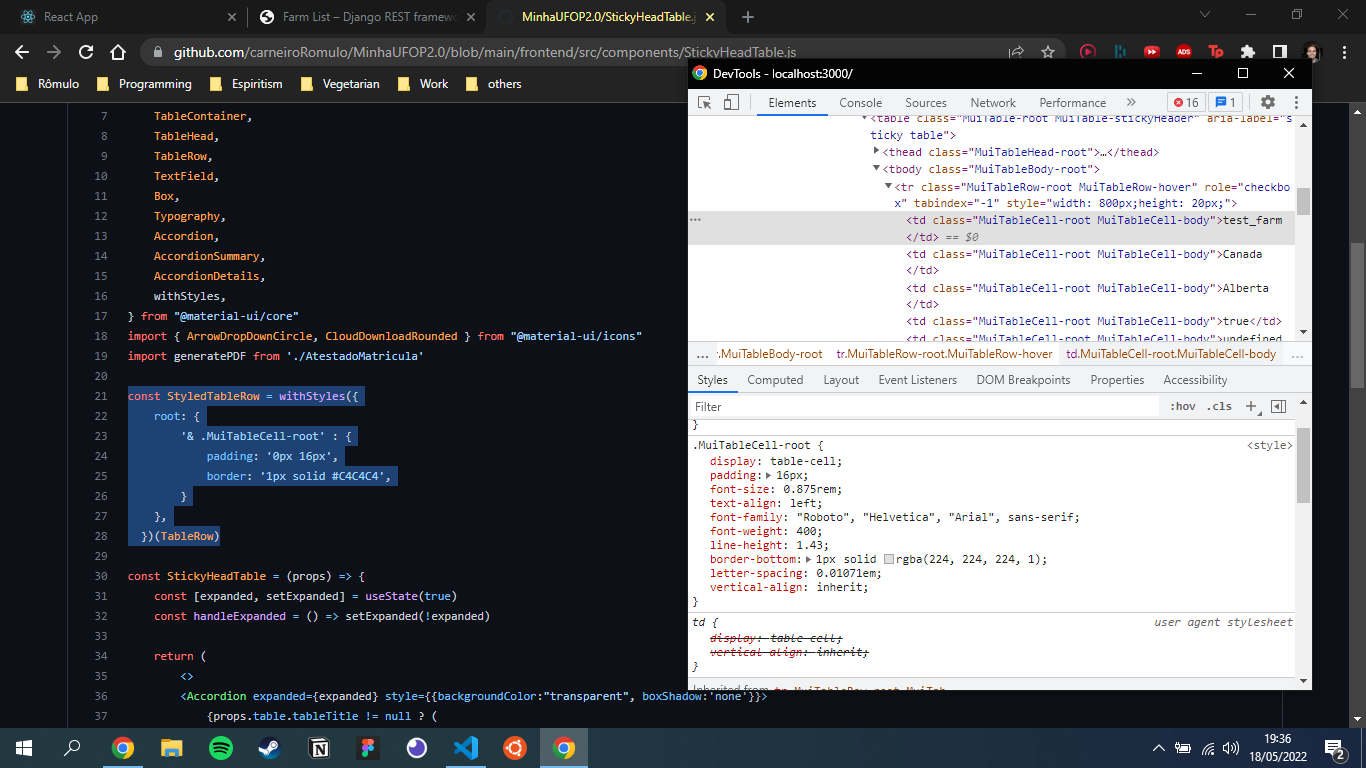 React App
Farm List – Django REST framewo
MinhaUFOP2.0/StickyHeadTable.j
github.com/carneiroRomulo/MinhaUFOP2.0/blob/main/frontend/src/components/StickyHeadTable.js
Rômulo
Programming
Espiritism
Vegetarian
Work
others
7 TableContainer,
8 TableHead,
9 TableRow,
10 TextField,
11 Box,
12 Typography,
13 Accordion,
14 AccordionSummary,
15 AccordionDetails,
16 withStyles,
17 } from "@material-ui/core"
18 import { ArrowDropDownCircle, CloudDownloadRounded } from "@material-ui/icons"
19 import generatePDF from './AtestadoMatricula'
20
21 const StyledTableRow = withStyles({
22 root: {
23 '& .MuiTableCell-root' : {
24 padding: '0px 16px',
25 border: '1px solid #C4C4C4',
26 }
27 },
28 })(TableRow)
29
30 const StickyHeadTable = (props) => {
31 const [expanded, setExpanded] = useState(true)
32 const handleExpanded = () => setExpanded(!expanded)
33
34 return (
35 <>
36 <Accordion expanded={expanded} style={{backgroundColor:"transparent", boxShadow:'none'}}>
37 {props.table.tableTitle != null ? (
DevTools - localhost:3000/
Elements Console Sources Network Performance » 16 1
<table class="MuiTable-root MuiTable-stickyHeader" aria-label="s
ticky table">
<thead class="MuiTableHead-root">…</thead>
<tbody class="MuiTableBody-root">
<tr class="MuiTableRow-root MuiTableRow-hover" role="checkbo
x" tabindex="-1" style="width: 800px;height: 20px;">
<td class="MuiTableCell-root MuiTableCell-body">test_farm
</td> == $0
<td class="MuiTableCell-root MuiTableCell-body">Canada
</td>
<td class="MuiTableCell-root MuiTableCell-body">Alberta
</td>
<td class="MuiTableCell-root MuiTableCell-body">true</td>
<td class="MuiTableCell-root MuiTableCell-body">undefined
… .MuiTableBody-root tr.MuiTableRow-root.MuiTableRow-hover td.MuiTableCell-root.MuiTableCell-body …
Styles Computed Layout Event Listeners DOM Breakpoints Properties Accessibility
Filter :hov .cls +
}
.MuiTableCell-root { <style>
display: table-cell;
padding: 16px;
font-size: 0.875rem;
text-align: left;
font-family: "Roboto", "Helvetica", "Arial", sans-serif;
font-weight: 400;
line-height: 1.43;
border-bottom: 1px solid rgba(224, 224, 224, 1);
letter-spacing: 0.01071em;
vertical-align: inherit;
}
td { user agent stylesheet
display: table-cell;
vertical-align: inherit;
}
Inherited from tr.MuiTableRow-root.MuiTab…
19:36
18/05/2022
2